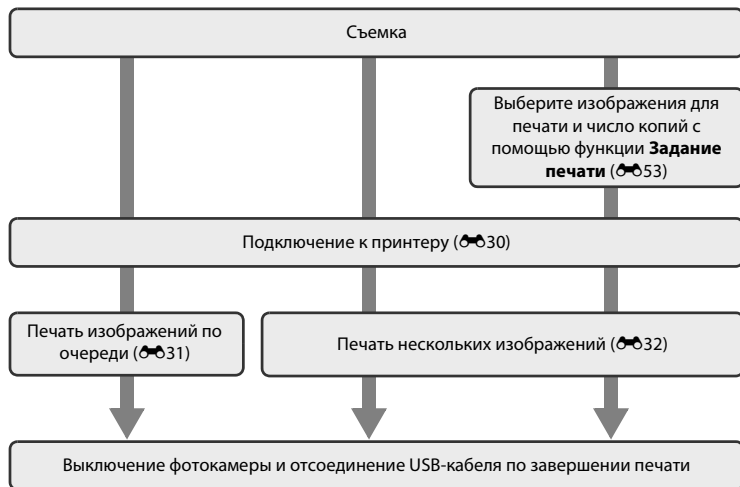 Съемка
Выберите изображения для
печати и число копий с
помощью функции Задание
печати (53)
Подключение к принтеру (30)
Печать изображений по
очереди (31)
Печать нескольких изображений (32)
Выключение фотокамеры и отсоединение USB-кабеля по завершении печати